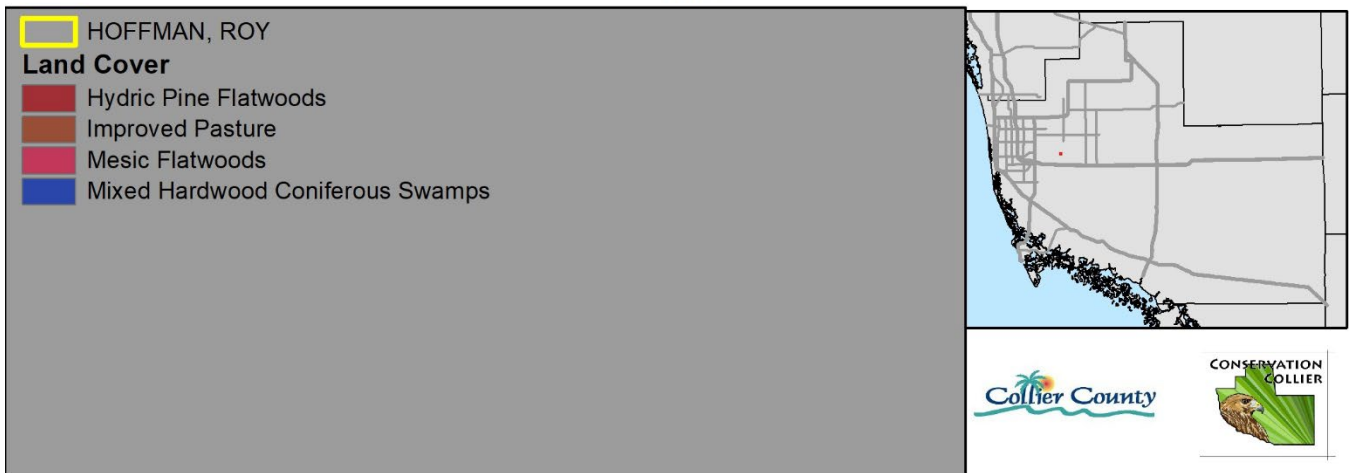 HOFFMAN, ROY
Land Cover
Hydric Pine Flatwoods
Improved Pasture
Mesic Flatwoods
Mixed Hardwood Coniferous Swamps
Collier County
CONSERVATION
COLLIER